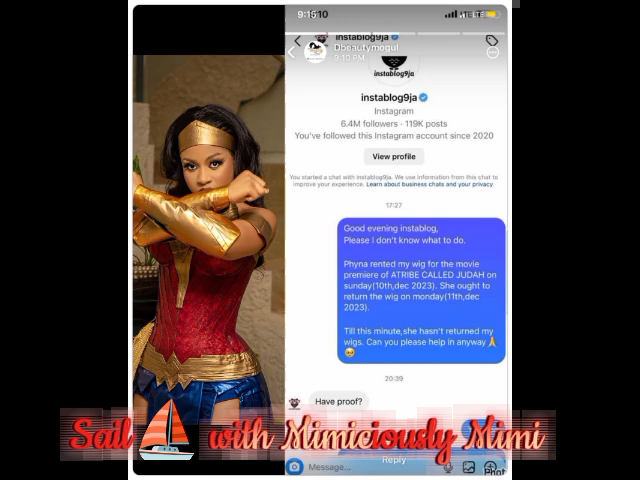 9:10
LTE
instablog9ja
Dbeautymogul
9:10 PM
instablog9ja
instablog9ja
Instagram
6.4M followers · 119K posts
You've followed this Instagram account since 2020
View profile
You started a chat with instablog9ja. We use information from this chat to
improve your experience. Learn about business chats and your privacy.
17:27
Good evening instablog,
Please I don't know what to do.
Phyna rented my wig for the movie
premiere of ATRIBE CALLED JUDAH on
sunday(10th,dec 2023). She ought to
return the wig on monday(11th,dec
2023).
Till this minute,she hasn't returned my
wigs. Can you please help in anyway🙏
🥹
20:39
Have proof?
Sail ⛵ with Mimiciously Mimi
Message...
Reply
Phot